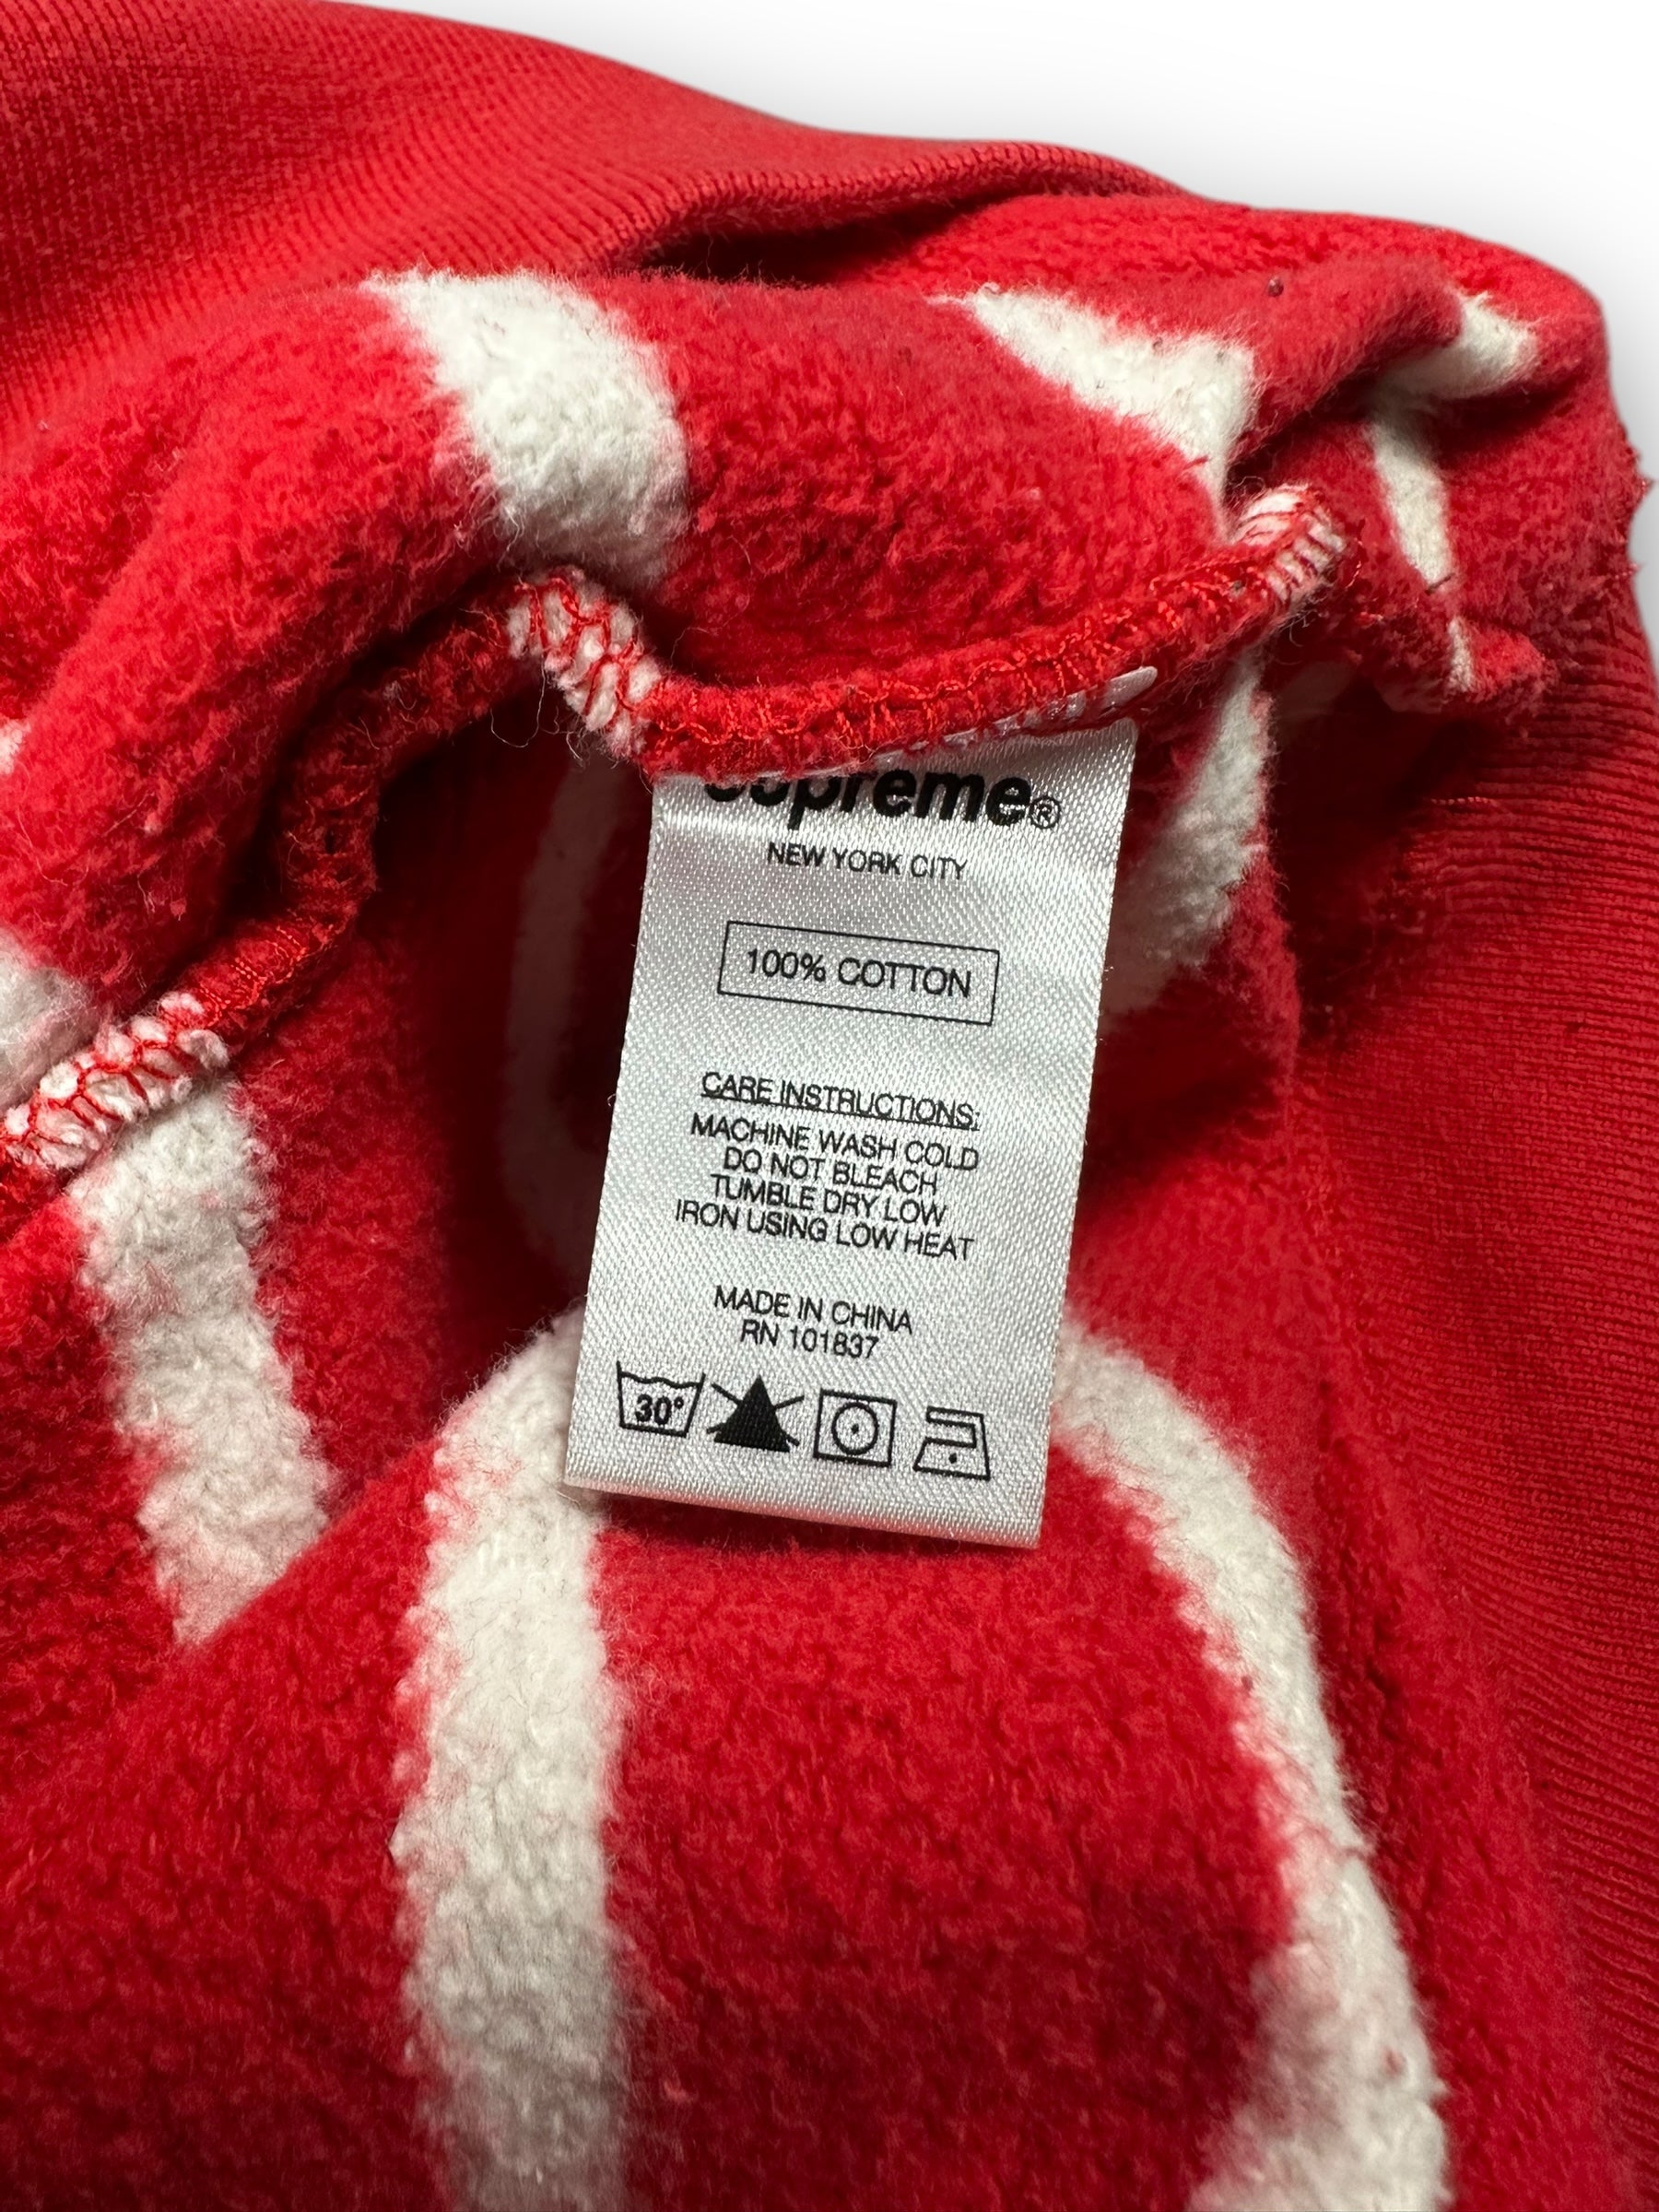 Supreme®
NEW YORK CITY
100% COTTON
CARE INSTRUCTIONS:
MACHINE WASH COLD
DO NOT BLEACH
TUMBLE DRY LOW
IRON USING LOW HEAT
MADE IN CHINA
RN 101837
30°